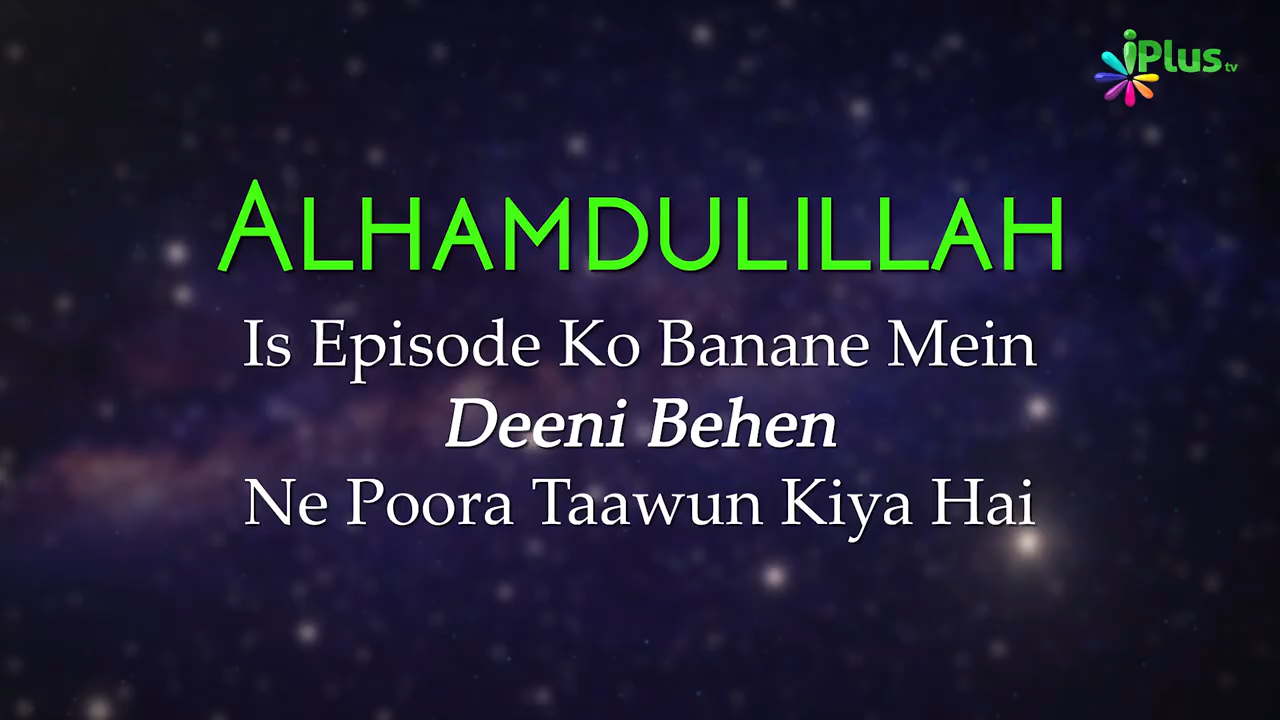 iPlus tv
ALHAMDULILLAH
Is Episode Ko Banane Mein
Deeni Behen
Ne Poora Taawun Kiya Hai